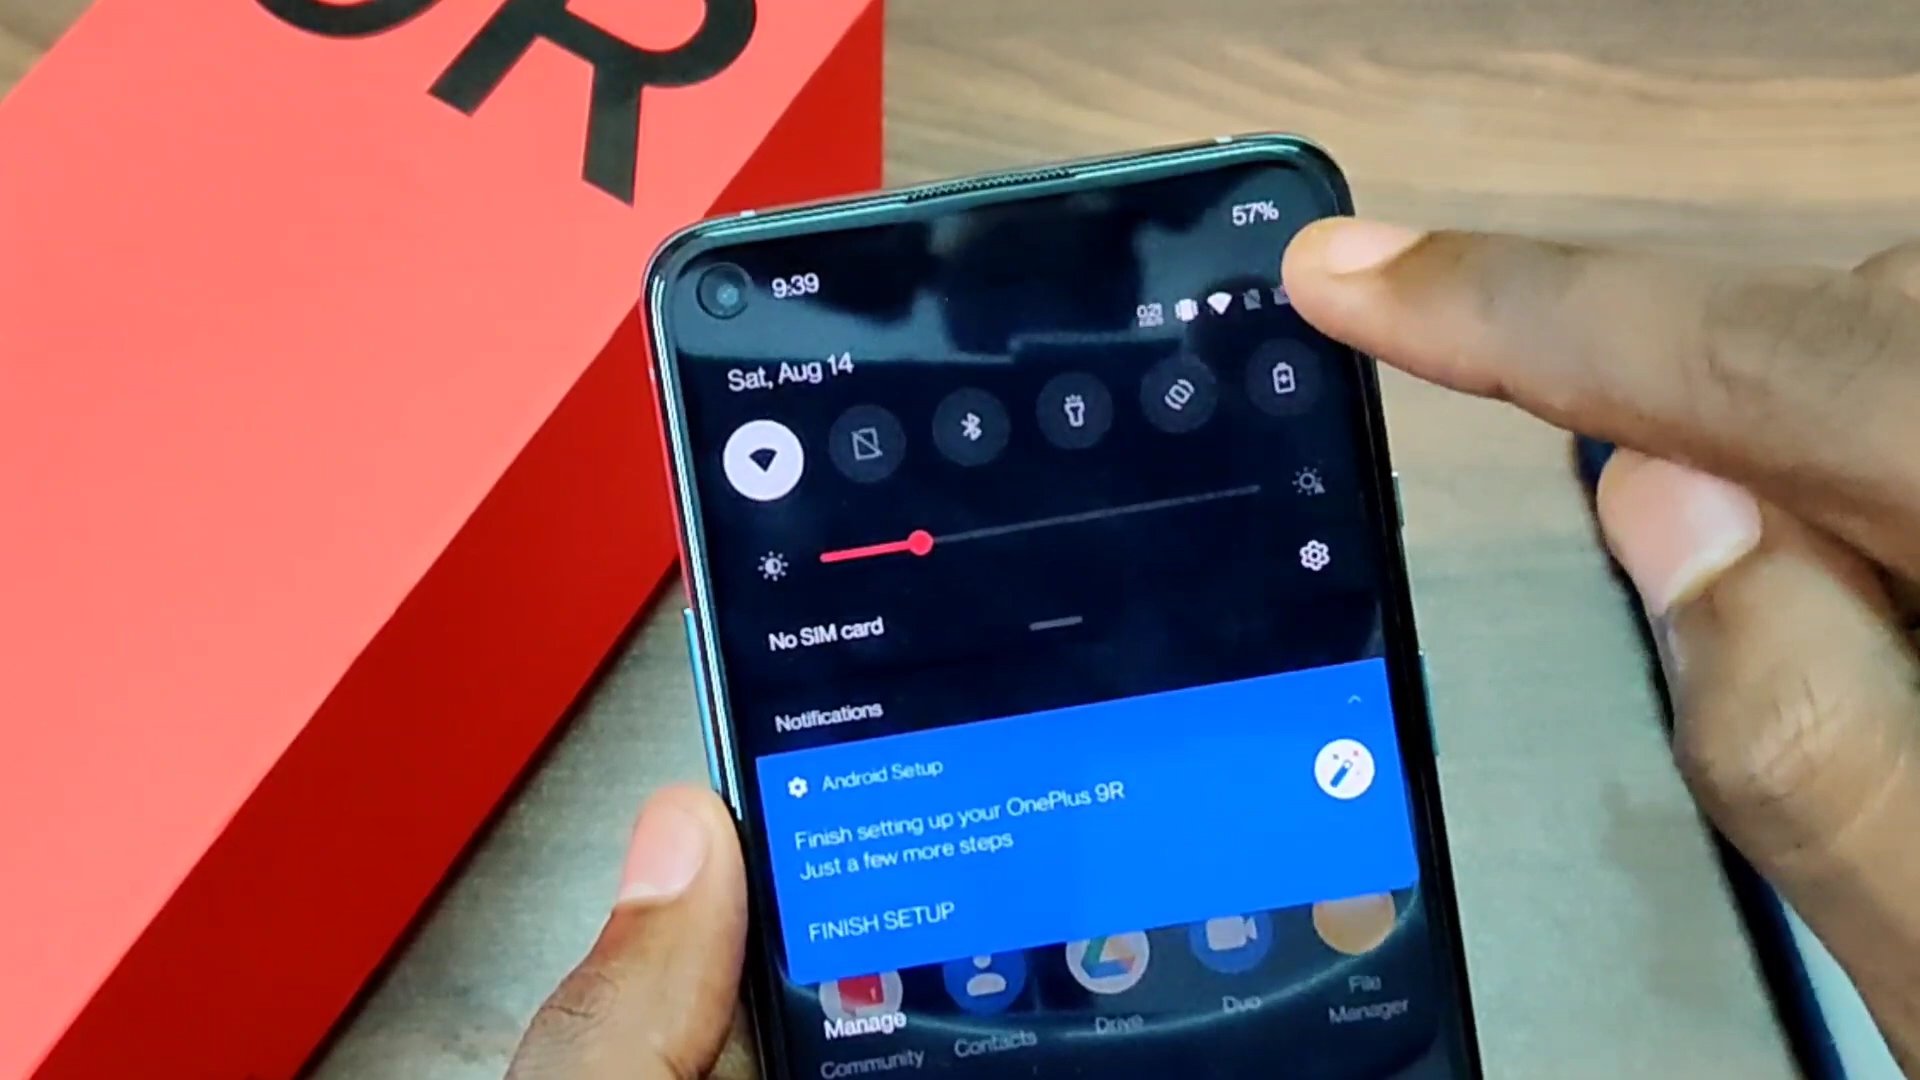 R
57%
9:39
Sat, Aug 14
No SIM card
Notifications
Android Setup
Finish setting up your OnePlus 9R
Just a few more steps
FINISH SETUP
Manage
Community
Contacts
Drive
Duo
File
Manager